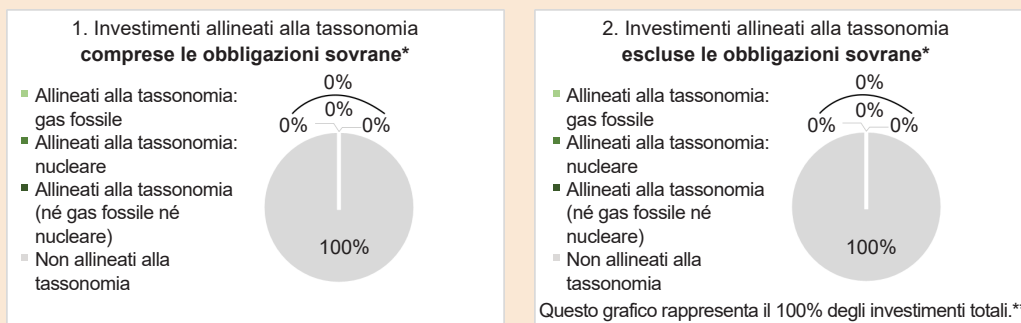 1. Investimenti allineati alla tassonomia
comprese le obbligazioni sovrane*
Allineati alla tassonomia:
gas fossile
Allineati alla tassonomia:
nucleare
Allineati alla tassonomia
(né gas fossile né
nucleare)
Non allineati alla
tassonomia
0%
0%
0%
0%
100%
2. Investimenti allineati alla tassonomia
escluse le obbligazioni sovrane*
Allineati alla tassonomia:
gas fossile
Allineati alla tassonomia:
nucleare
Allineati alla tassonomia
(né gas fossile né
nucleare)
Non allineati alla
tassonomia
0%
0%
0%
0%
100%
Questo grafico rappresenta il 100% degli investimenti totali.**